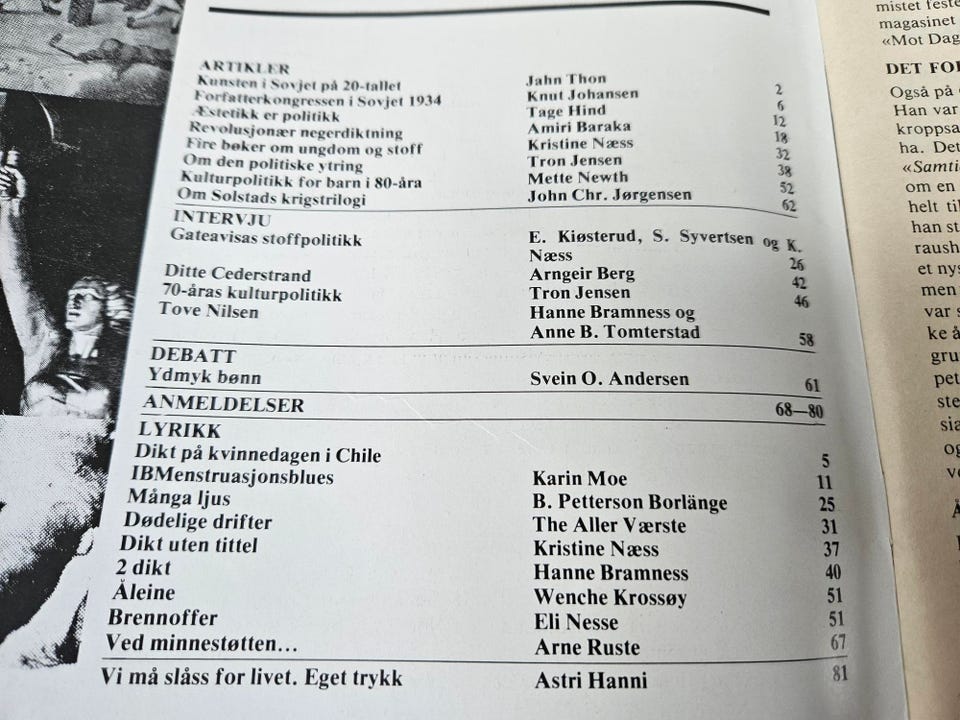 ARTIKLER
Kunsten i Sovjet på 20-tallet Jahn Thon 2
Forfatterkongressen i Sovjet 1934 Knut Johansen 6
Æstetikk er politikk Tage Hind 12
Revolusjonær negerdiktning Amiri Baraka 18
Fire bøker om ungdom og stoff Kristine Næss 32
Om den politiske ytring Tron Jensen 38
Kulturpolitikk for barn i 80-åra Mette Newth 52
Om Solstads krigstrilogi John Chr. Jørgensen 62
INTERVJU
Gateavisas stoffpolitikk E. Kiøsterud, S. Syvertsen og K.
Næss 26
Ditte Cederstrand Arngeir Berg 42
70-åras kulturpolitikk Tron Jensen 46
Tove Nilsen Hanne Bramness og
Anne B. Tomterstad 58
DEBATT
Ydmyk bønn Svein O. Andersen 61
ANMELDELSER 68—80
LYRIKK
Dikt på kvinnedagen i Chile 5
IBMenstruasjonsblues Karin Moe 11
Många ljus B. Petterson Borlänge 25
Dødelige drifter The Aller Værste 31
Dikt uten tittel Kristine Næss 37
2 dikt Hanne Bramness 40
Åleine Wenche Krossøy 51
Brennoffer Eli Nesse 51
Ved minnestøtten... Arne Ruste 67
Vi må slåss for livet. Eget trykk Astri Hanni 81
mistet feste
magasinet
«Mot Dag
DET FOR
Også på
Han var
kroppsa
ha. Det
«Samti
om en
helt til
han st
raush
et nys
men
var s
ke å
gru
pet
ste
sia
og